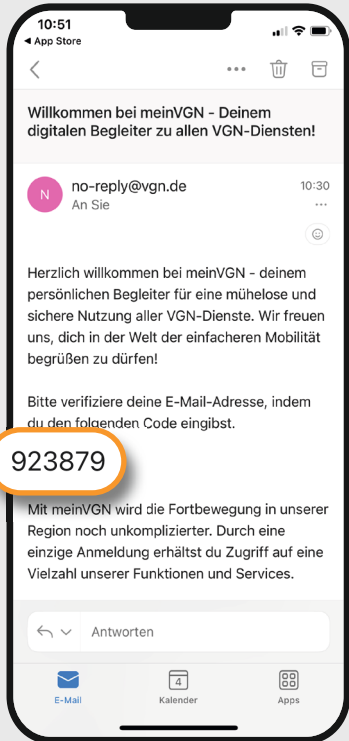 10:51
App Store
Willkommen bei meinVGN - Deinem
digitalen Begleiter zu allen VGN-Diensten!
N
no-reply@vgn.de
10:30
An Sie
Herzlich willkommen bei meinVGN - deinem
persönlichen Begleiter für eine mühelose und
sichere Nutzung aller VGN-Dienste. Wir freuen
uns, dich in der Welt der einfacheren Mobilität
begrüßen zu dürfen!
Bitte verifiziere deine E-Mail-Adresse, indem
du den folgenden Code eingibst.
923879
Mit meinVGN wird die Fortbewegung in unserer
Region noch unkomplizierter. Durch eine
einzige Anmeldung erhältst du Zugriff auf eine
Vielzahl unserer Funktionen und Services.
Antworten
4
E-Mail
Kalender
Apps